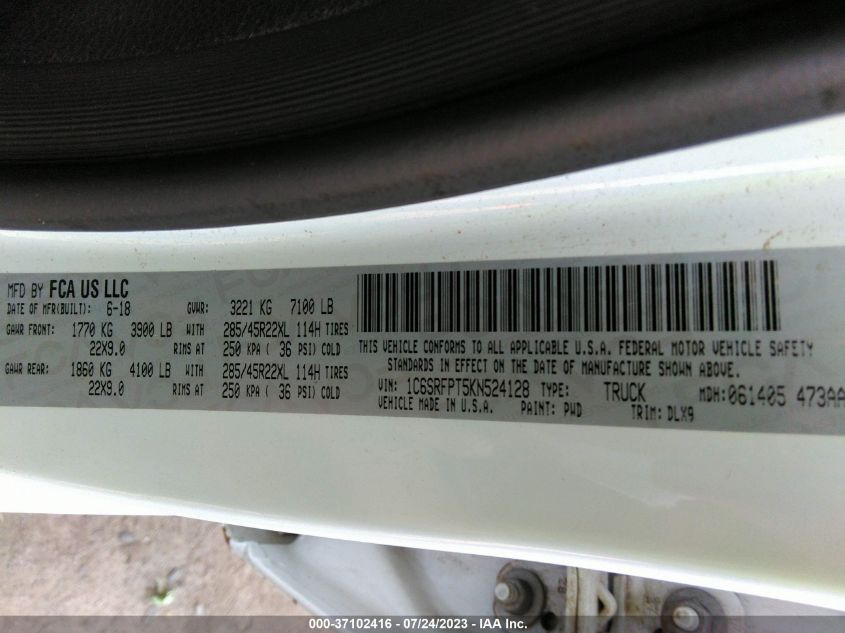 MFD BY FCA US LLC
DATE OF MFR(BUILT): 6-18 GVWR: 3221 KG 7100 LB
GAWR FRONT: 1770 KG 3900 LB WITH 285/45R22XL 114H TIRES
22X9.0 RIMS AT 250 KPA ( 36 PSI) COLD
GAWR REAR: 1860 KG 4100 LB WITH 285/45R22XL 114H TIRES
22X9.0 RIMS AT 250 KPA ( 36 PSI) COLD
THIS VEHICLE CONFORMS TO ALL APPLICABLE U.S.A. FEDERAL MOTOR VEHICLE SAFETY
STANDARDS IN EFFECT ON THE DATE OF MANUFACTURE SHOWN ABOVE.
VIN: 1C6SRFPT5KN524128 TYPE: TRUCK MDH: 061405 473AA
VEHICLE MADE IN U.S.A. PAINT: PWD TRIM: DLX9
000-37102416 - 07/24/2023 - IAA Inc.